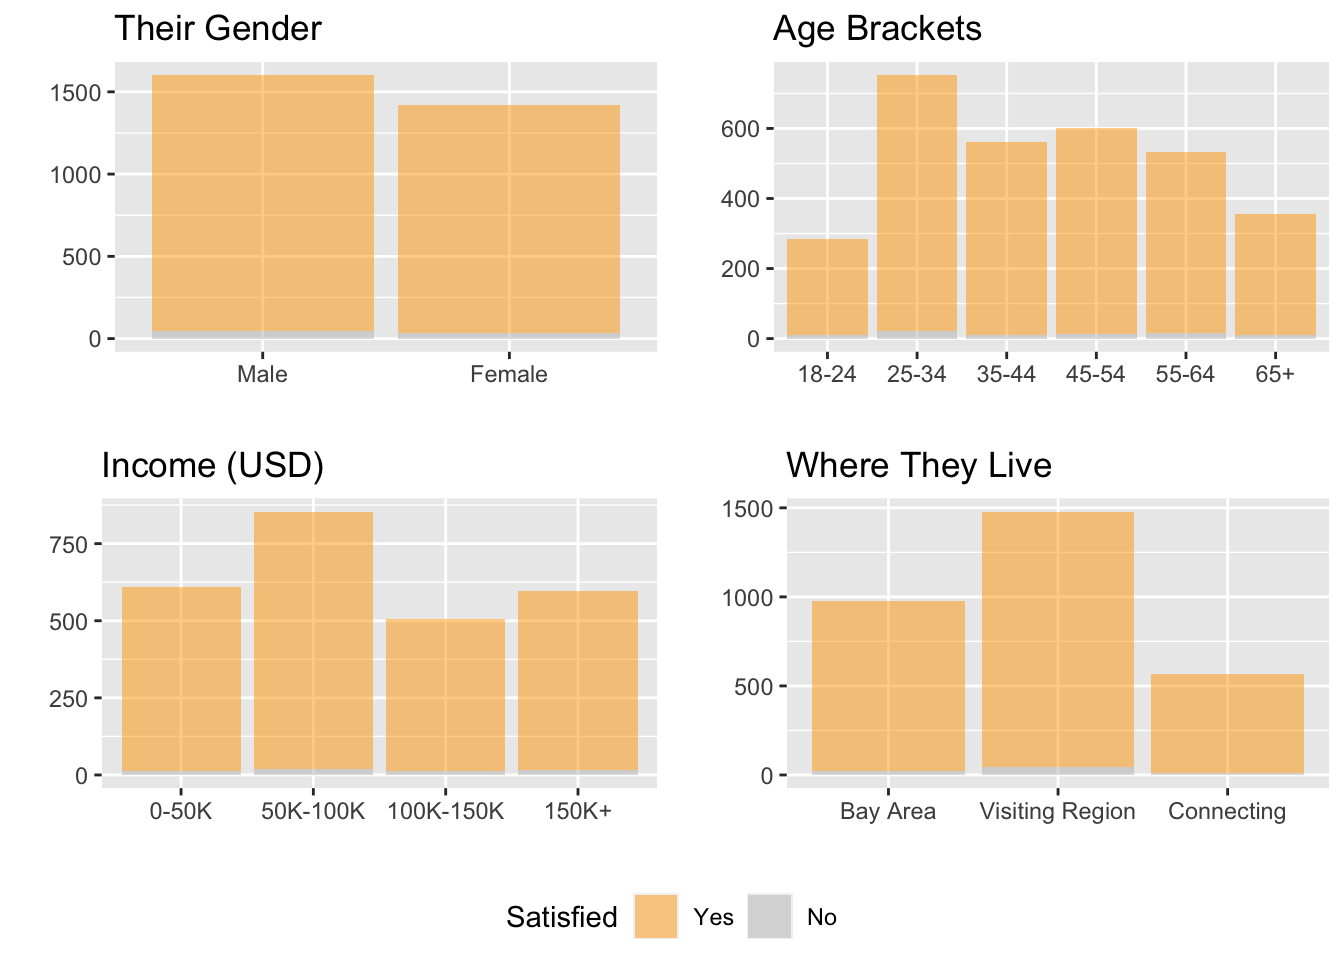 Their Gender
1500
1000
500
0
Male Female
Age Brackets
600
400
200
0
18-24 25-34 35-44 45-54 55-64 65+
Income (USD)
750
500
250
0
0-50K 50K-100K 100K-150K 150K+
Where They Live
1500
1000
500
0
Bay Area Visiting Region Connecting
Satisfied Yes No